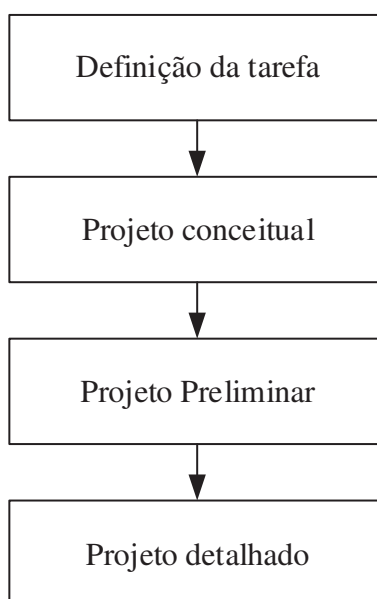 Definição da tarefa
Projeto conceitual
Projeto Preliminar
Projeto detalhado